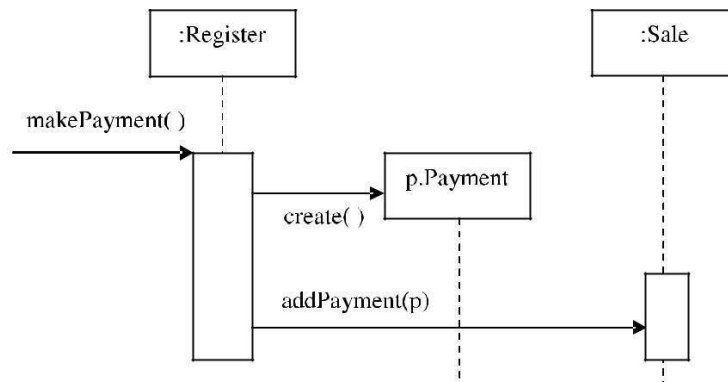 :Register
:Sale
makePayment( )
p.Payment
create( )
addPayment(p)